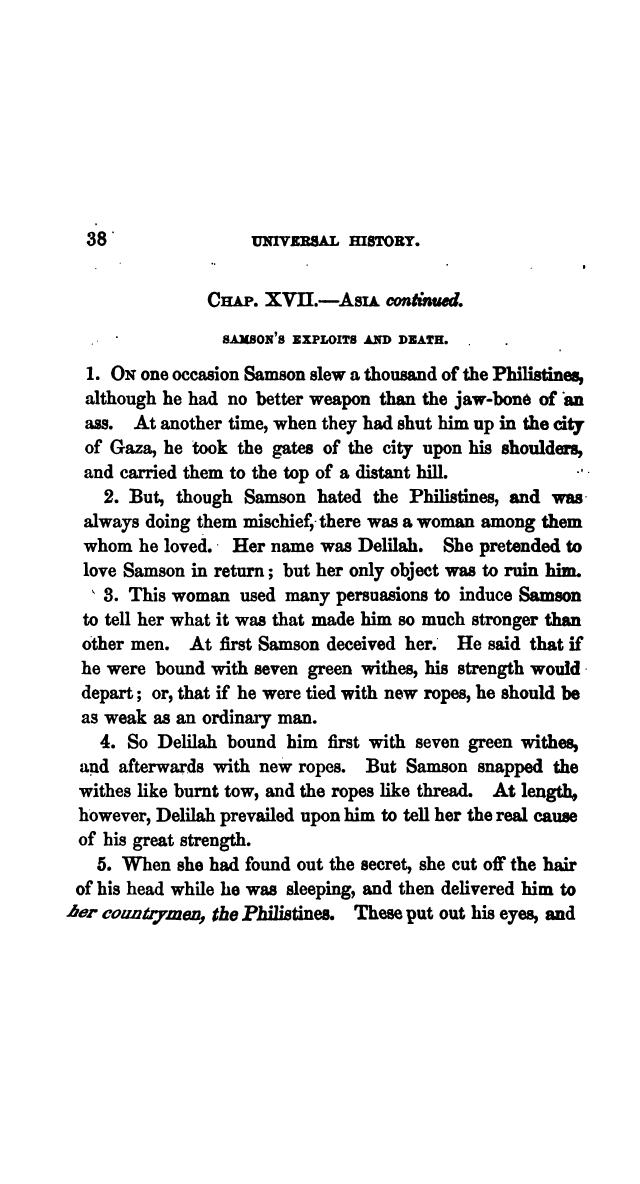 38 UNIVERSAL HISTORY.
CHAP. XVII.—ASIA continued.
SAMSON'S EXPLOITS AND DEATH.
1. ON one occasion Samson slew a thousand of the Philistines,
although he had no better weapon than the jaw-bone of an
ass. At another time, when they had shut him up in the city
of Gaza, he took the gates of the city upon his shoulders,
and carried them to the top of a distant hill.
2. But, though Samson hated the Philistines, and was
always doing them mischief, there was a woman among them
whom he loved. Her name was Delilah. She pretended to
love Samson in return; but her only object was to ruin him.
3. This woman used many persuasions to induce Samson
to tell her what it was that made him so much stronger than
other men. At first Samson deceived her. He said that if
he were bound with seven green withes, his strength would
depart; or, that if he were tied with new ropes, he should be
as weak as an ordinary man.
4. So Delilah bound him first with seven green withes,
and afterwards with new ropes. But Samson snapped the
withes like burnt tow, and the ropes like thread. At length,
however, Delilah prevailed upon him to tell her the real cause
of his great strength.
5. When she had found out the secret, she cut off the hair
of his head while he was sleeping, and then delivered him to
her countrymen, the Philistines. These put out his eyes, and